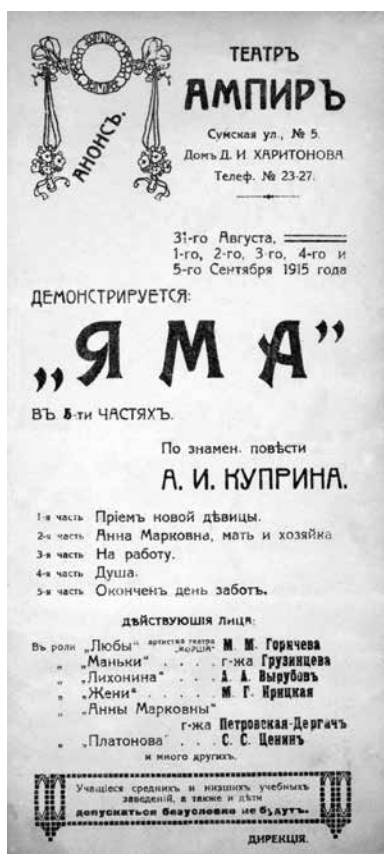 АНОНСЪ.
ТЕАТРЪ
АМПИРЪ
Сумская ул., № 5.
Домъ Д. И. ХАРИТОНОВА
Телеф. № 23-27.
31-го Августа,
1-го, 2-го, 3-го, 4-го и
5-го Сентября 1915 года
ДЕМОНСТРИРУЕТСЯ:
„Я М А”
ВЪ 5-ти ЧАСТЯХЪ.
По знамен. повѣсти
А. И. КУПРИНА.
1-я часть Пріемъ новой дѣвицы.
2-я часть Анна Марковна, мать и хозяйка
3-я часть На работу.
4-я часть Душа.
5-я часть Оконченъ день заботъ.
ДѢЙСТВУЮШІЯ ЛИЦА:
Въ роли „Любы“ артистка театра „КОРША“ М. М. Горичева
„ „Маньки“ . . . . г-жа Грузинцева
„ „Лихонина“ . . . А. А. Вырубовъ
„ „Жени“ . . . . . М. Г. Крицкая
„ „Анны Марковны“
г-жа Петровская-Дергачъ
„ „Платонова“ . . . С. С. Ценинъ
и много другихъ.
Учащіеся среднихъ и низшихъ учебныхъ
заведеній, а также и дѣти
допускаться безусловно не будутъ.
ДИРЕКЦІЯ.